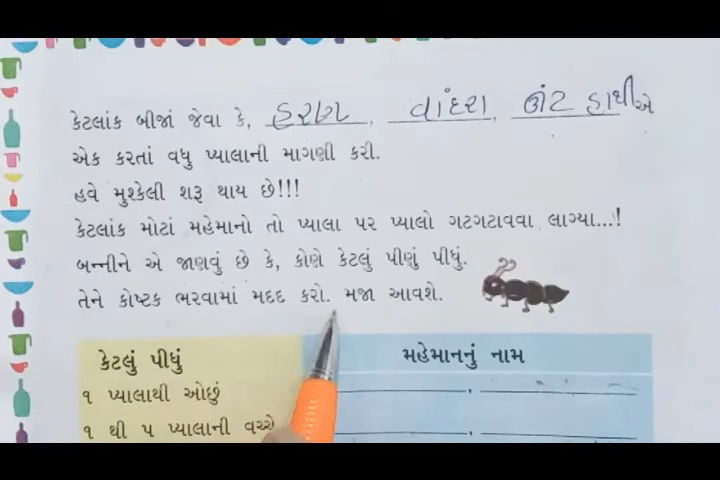 કેટલાંક બીજાં જેવા કે, હરણ, વાંદરા, ઊંટ હાથીએ
એક કરતાં વધુ પ્યાલાની માગણી કરી.
હવે મુશ્કેલી શરૂ થાય છે!!!
કેટલાંક મોટાં મહેમાનો તો પ્યાલા પર પ્યાલો ગટગટાવવા લાગ્યા...!
બન્નીને એ જાણવું છે કે, કોણે કેટલું પીણું પીધું.
તેને કોષ્ટક ભરવામાં મદદ કરો. મજા આવશે.
કેટલું પીધું મહેમાનનું નામ
૧ પ્યાલાથી ઓછું
૧ થી ૫ પ્યાલાની વચ્ચે